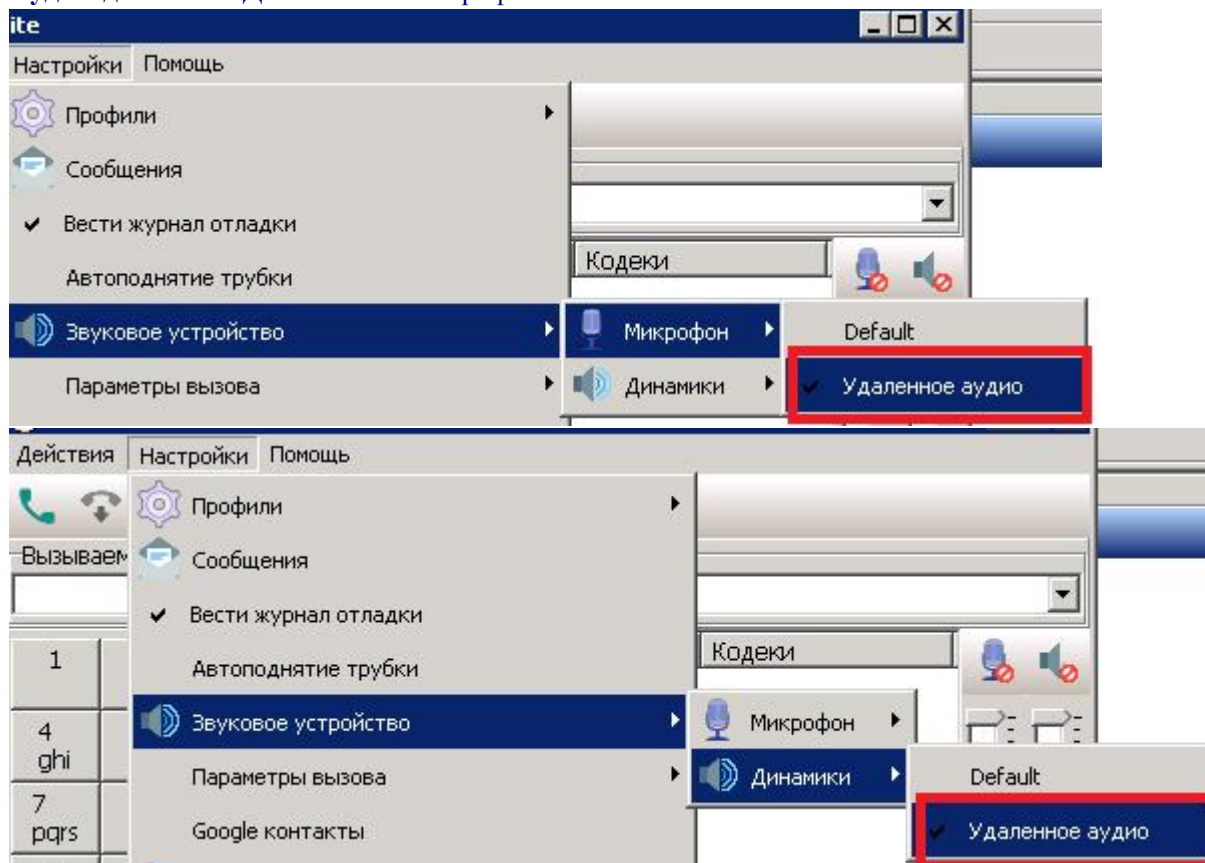 ite
Настройки Помощь
Профили
Сообщения
Вести журнал отладки
Автоподнятие трубки
Кодеки
Звуковое устройство
Микрофон
Default
Параметры вызова
Динамики
Удаленное аудио
Действия Настройки Помощь
Профили
Вызываем
Сообщения
Вести журнал отладки
1
Автоподнятие трубки
Кодеки
4
ghi
Звуковое устройство
Микрофон
Параметры вызова
Динамики
Default
7
pqrs
Google контакты
Удаленное аудио